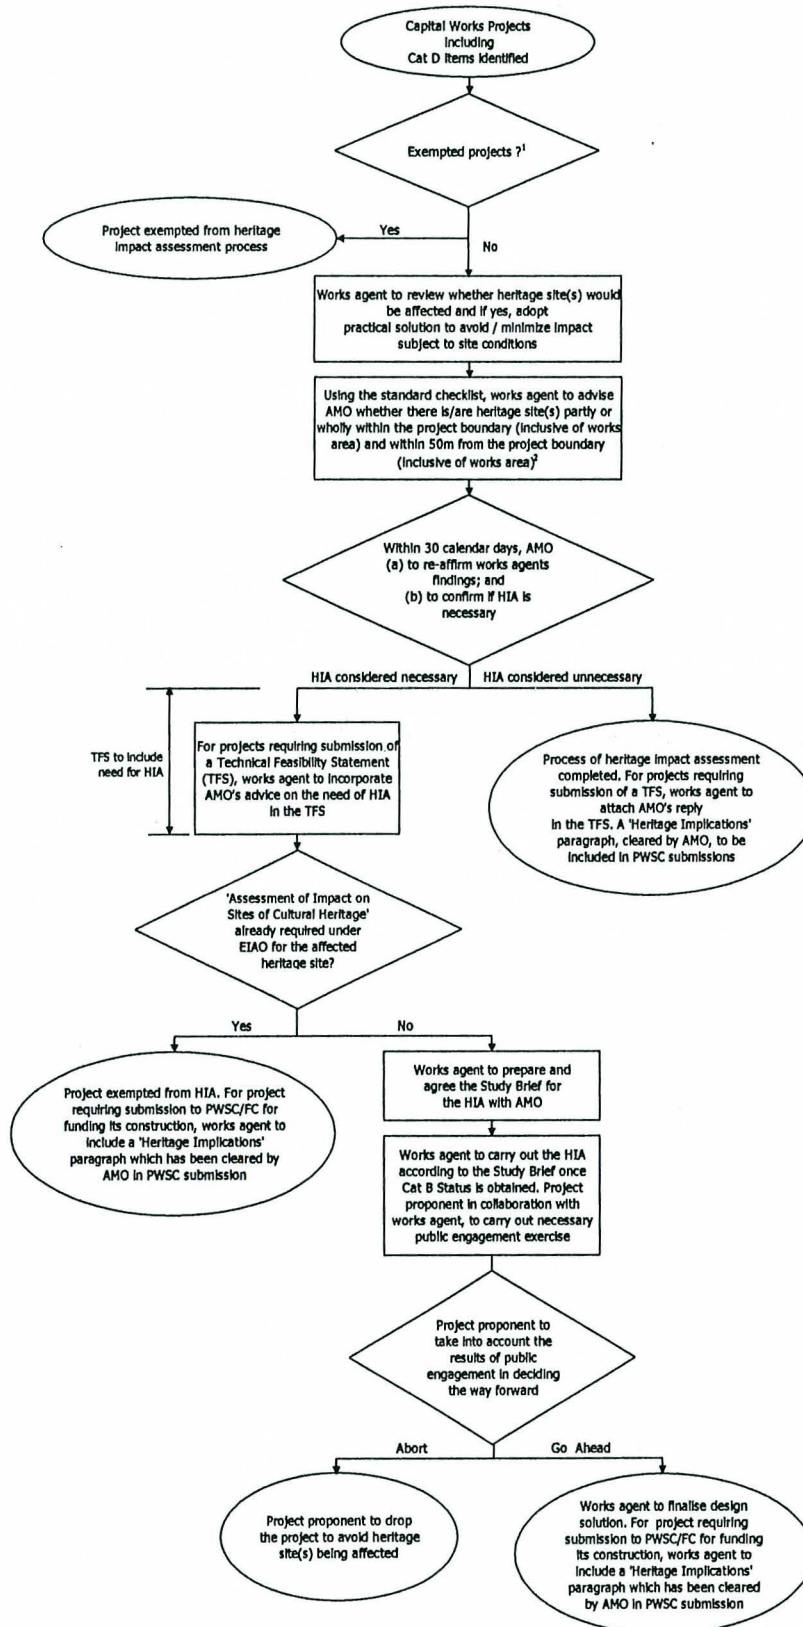 Capital Works Projects
Including
Cat D Items Identified
Exempted projects ?¹
Yes
No
Project exempted from heritage
Impact assessment process
Works agent to review whether heritage site(s) would
be affected and if yes, adopt
practical solution to avoid / minimize impact
subject to site conditions
Using the standard checklist, works agent to advise
AMO whether there is/are heritage site(s) partly or
wholly within the project boundary (inclusive of works
area) and within 50m from the project boundary
(inclusive of works area)²
Within 30 calendar days, AMO
(a) to re-affirm works agents
findings; and
(b) to confirm if HIA is
necessary
HIA considered necessary
HIA considered unnecessary
TFS to include
need for HIA
For projects requiring submission of
a Technical Feasibility Statement
(TFS), works agent to incorporate
AMO's advice on the need of HIA
in the TFS
Process of heritage impact assessment
completed. For projects requiring
submission of a TFS, works agent to
attach AMO's reply
in the TFS. A 'Heritage Implications'
paragraph, cleared by AMO, to be
included in PWSC submissions
'Assessment of Impact on
Sites of Cultural Heritage'
already required under
EIAO for the affected
heritage site?
Yes
No
Project exempted from HIA. For project
requiring submission to PWSC/FC for
funding its construction, works agent to
include a 'Heritage Implications'
paragraph which has been cleared by
AMO in PWSC submission
Works agent to prepare and
agree the Study Brief for
the HIA with AMO
Works agent to carry out the HIA
according to the Study Brief once
Cat B Status is obtained. Project
proponent in collaboration with
works agent, to carry out necessary
public engagement exercise
Project proponent to
take into account the
results of public
engagement in deciding
the way forward
Abort
Go Ahead
Project proponent to drop
the project to avoid heritage
site(s) being affected
Works agent to finalise design
solution. For project requiring
submission to PWSC/FC for funding
its construction, works agent to
include a 'Heritage Implications'
paragraph which has been cleared
by AMO in PWSC submission